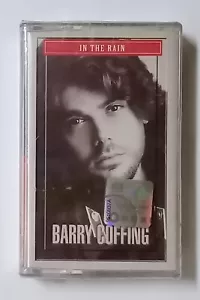 IN THE RAIN
BARRY COFFING